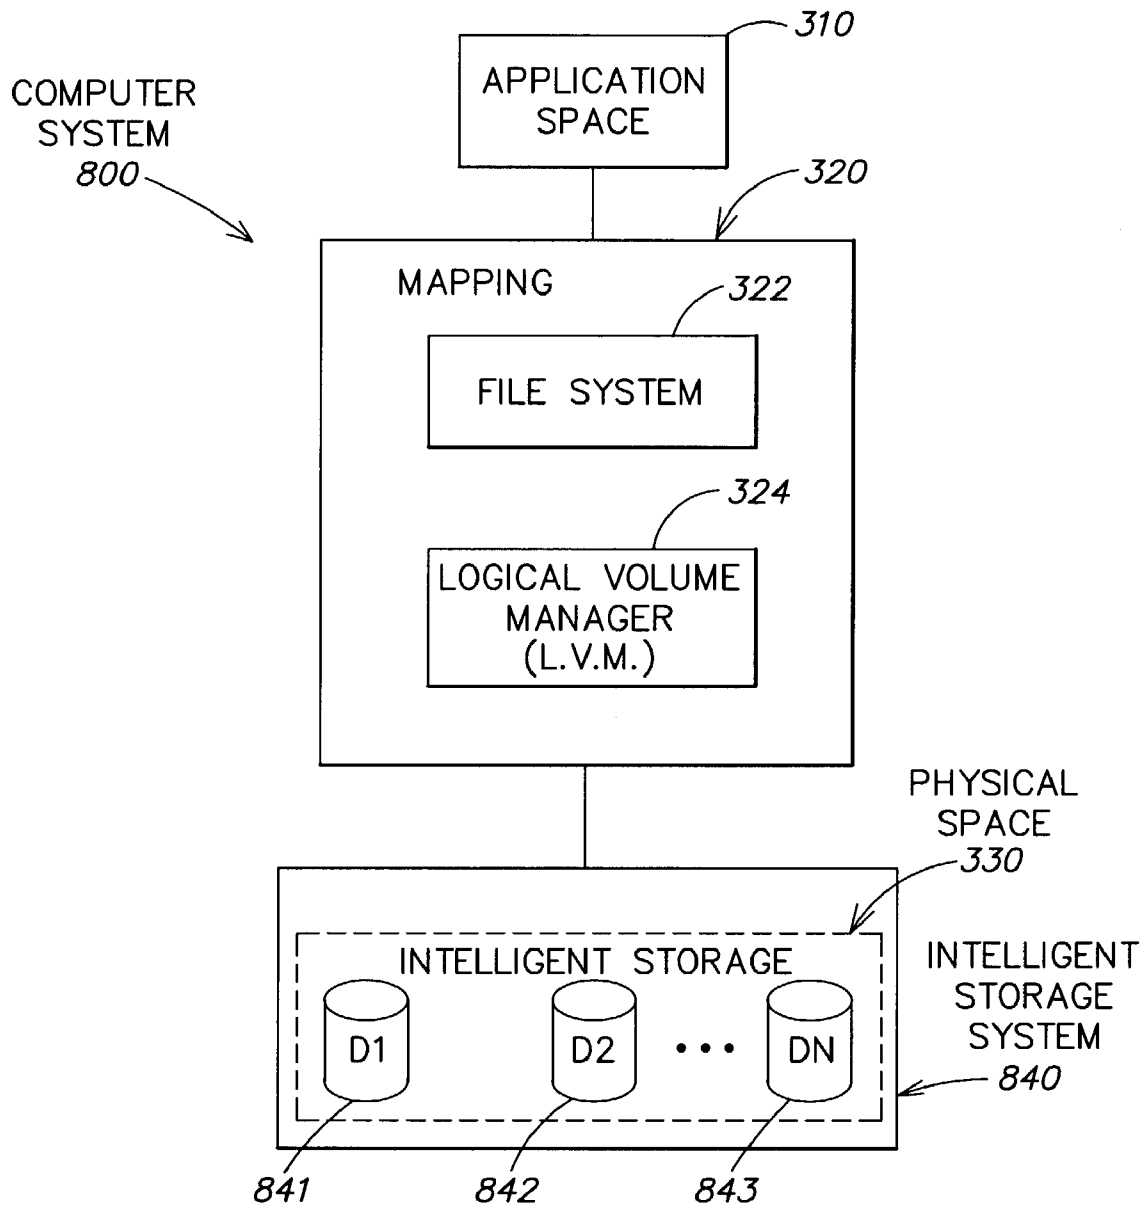 310
APPLICATION
SPACE
COMPUTER
SYSTEM
800
320
MAPPING
322
FILE SYSTEM
324
LOGICAL VOLUME
MANAGER
(L.V.M.)
PHYSICAL
SPACE
330
INTELLIGENT STORAGE
INTELLIGENT
STORAGE
SYSTEM
840
D1
D2
•••
DN
841
842
843